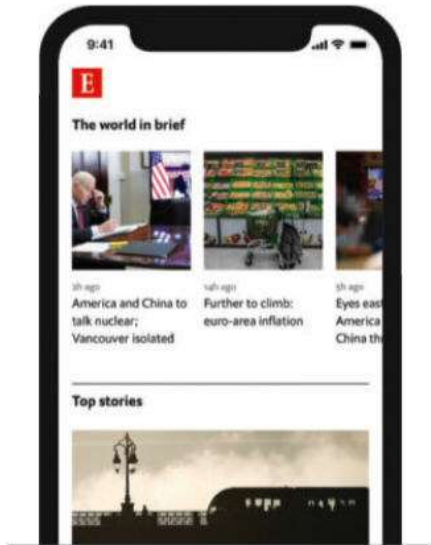 9:41
E
The world in brief
3h ago
14h ago
5h ago
America and China to
talk nuclear;
Vancouver isolated
Further to climb:
euro-area inflation
Eyes east
America
China th
Top stories